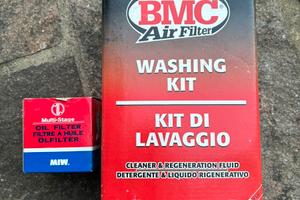 BMC
Air Filter
WASHING
KIT
KIT DI
LAVAGGIO
CLEANER & REGENERATION FLUID
DETERGENTE & LIQUIDO RIGENERATIVO
Multi-Stage
OIL FILTER
FILTRE A HUILE
ÖLFILTER
MIW.